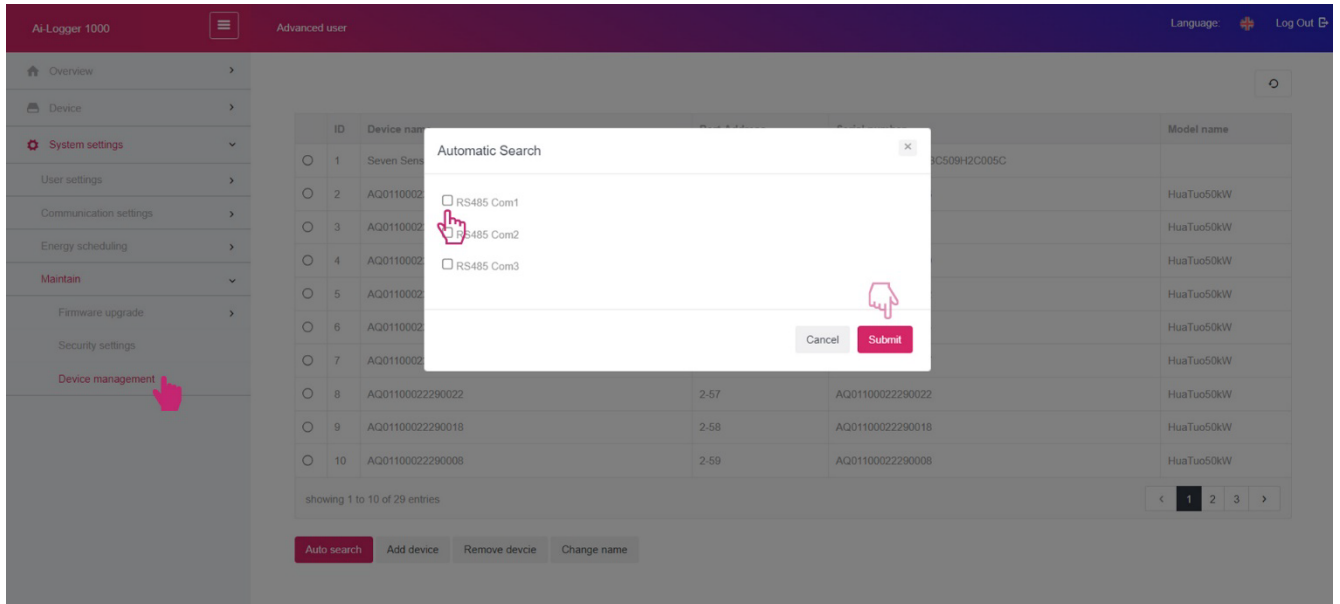 Ai-Logger 1000
Advanced user
Language:
Log Out
Overview
Device
System settings
User settings
Communication settings
Energy scheduling
Maintain
Firmware upgrade
Security settings
Device management
ID Device name Model name
1 Seven Sens 3C509H2C005C
2 AQ0110002 HuaTuo50kW
3 AQ0110002 HuaTuo50kW
4 AQ0110002 HuaTuo50kW
5 AQ0110002 HuaTuo50kW
6 AQ0110002 HuaTuo50kW
7 AQ0110002 HuaTuo50kW
8 AQ01100022290022 2-57 AQ01100022290022 HuaTuo50kW
9 AQ01100022290018 2-58 AQ01100022290018 HuaTuo50kW
10 AQ01100022290008 2-59 AQ01100022290008 HuaTuo50kW
showing 1 to 10 of 29 entries
< 1 2 3 >
Auto search Add device Remove devcie Change name
Automatic Search
×
RS485 Com1
RS485 Com2
RS485 Com3
Cancel Submit